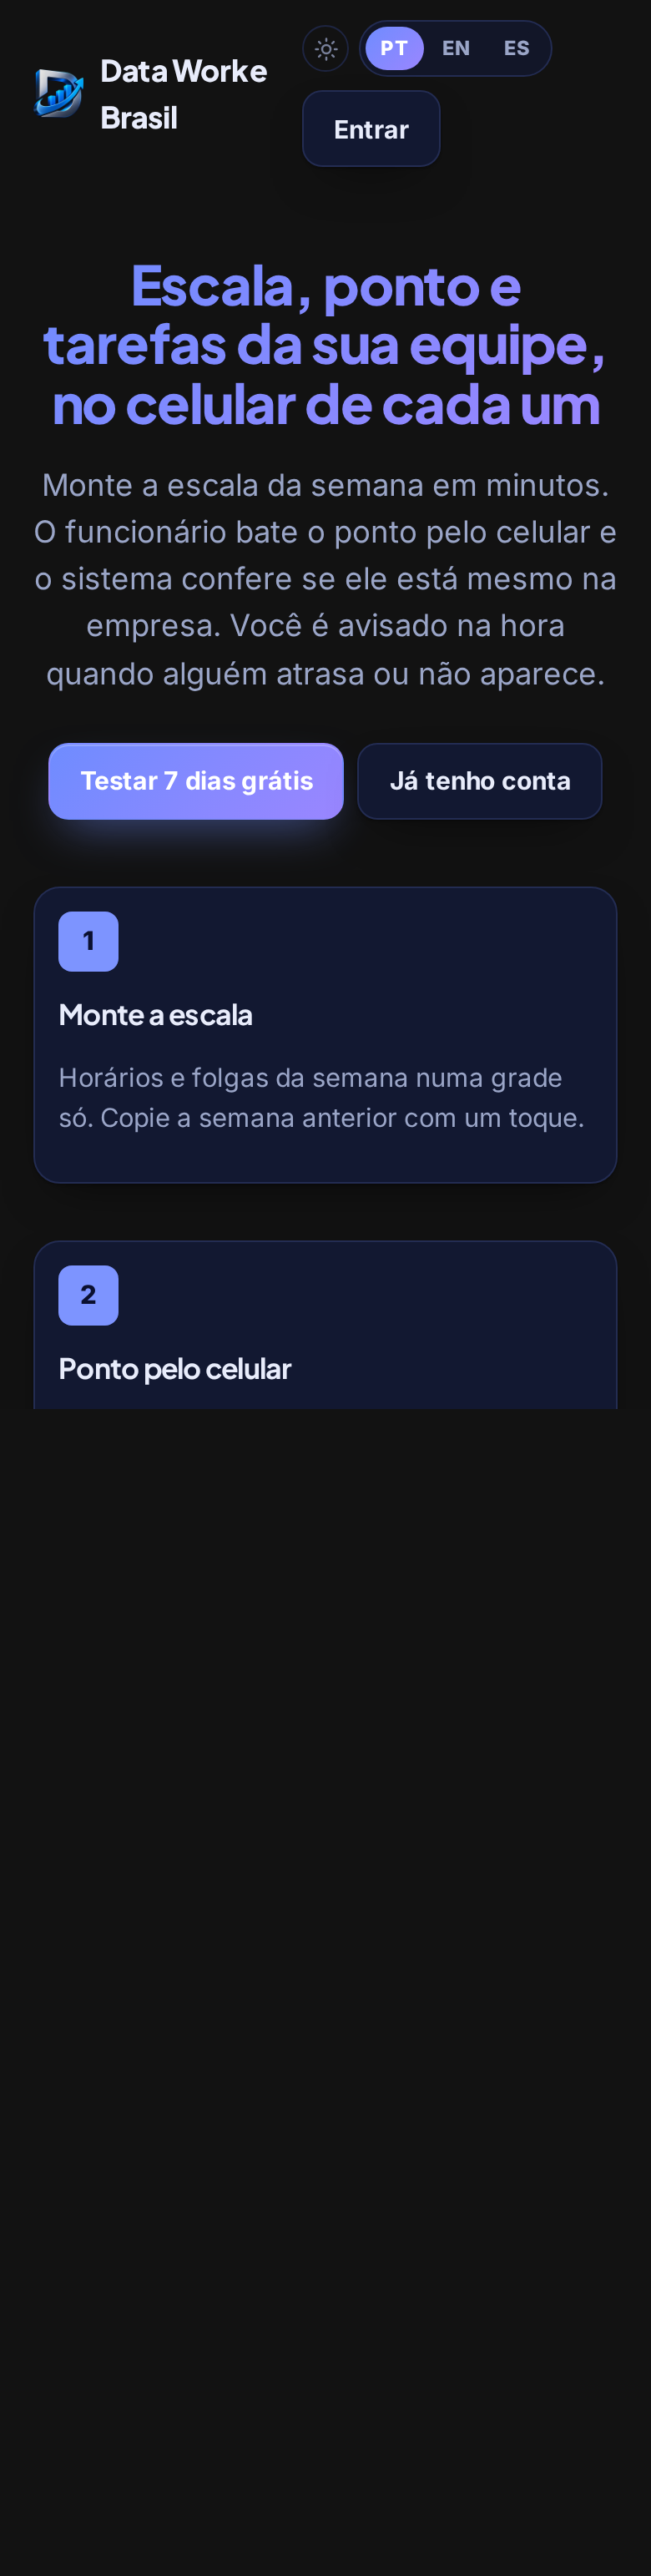 Data Worke
Brasil
PT EN ES
Entrar
Escala, ponto e
tarefas da sua equipe,
no celular de cada um
Monte a escala da semana em minutos.
O funcionário bate o ponto pelo celular e
o sistema confere se ele está mesmo na
empresa. Você é avisado na hora
quando alguém atrasa ou não aparece.
Testar 7 dias grátis
Já tenho conta
1
Monte a escala
Horários e folgas da semana numa grade
só. Copie a semana anterior com um toque.
2
Ponto pelo celular